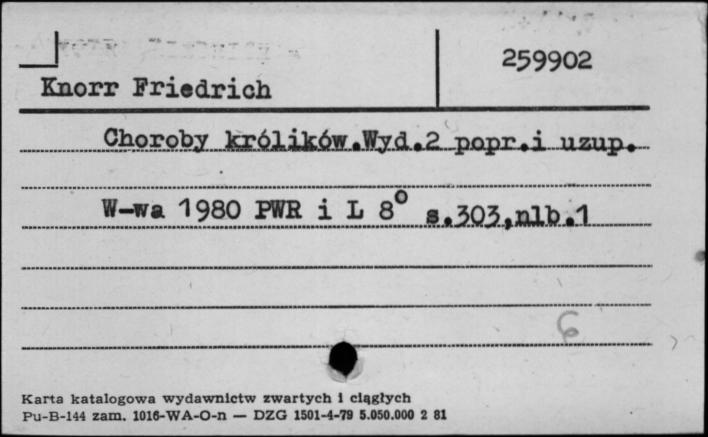 259902
Knorr Friedrich
Choroby królików.Wyd.2 popr.i uzup.
W-wa 1980 PWR i L 8° s.303,nlb.1
6
Karta katalogowa wydawnictw zwartych i ciągłych
Pu-B-144 zam. 1016-WA-O-n — DZG 1501-4-79 5.050.000 2 81